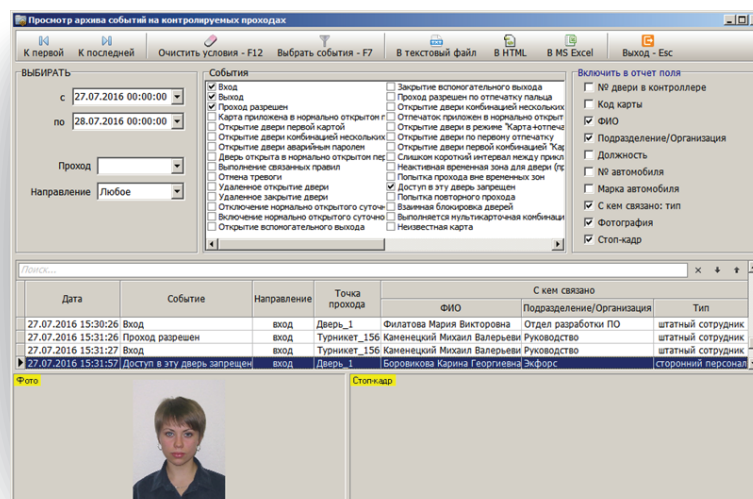 Просмотр архива событий на контролируемых проходах
К первой К последней Очистить условия - F12 Выбрать события - F7 В текстовый файл В HTML В MS Excel Выход - Esc
ВЫБИРАТЬ
с 27.07.2016 00:00:00
по 28.07.2016 00:00:00
Проход
Направление Любое
События
Вход
Выход
Проход разрешен
Карта приложена в нормально открытом п
Открытие двери первой картой
Открытие двери комбинацией нескольких
Открытие двери аварийным паролем
Дверь открыта в нормально открытом пер
Выполнение связанных правил
Отмена тревоги
Удаленное открытие двери
Удаленное закрытие двери
Отключение нормально открытого суточн
Включение нормально открытого суточно
Открытие вспомогательного выхода
Закрытие вспомогательного выхода
Проход разрешен по отпечатку пальца
Открытие двери комбинацией нескольких
Отпечаток приложен в нормально открыт
Открытие двери в режиме "Карта+отпеча
Открытие двери по первому отпечатку
Открытие двери первой комбинацией "Кар
Слишком короткий интервал между прикл
Неактивная временная зона для двери (пр
Попытка прохода вне временных зон
Доступ в эту дверь запрещен
Попытка повторного прохода
Взаимная блокировка дверей
Выполняется мультикарточная комбинаци
Неизвестная карта
Включить в отчет поля
№ двери в контроллере
Код карты
ФИО
Подразделение/Организация
Должность
№ автомобиля
Марка автомобиля
С кем связано: тип
Фотография
Стоп-кадр
Поиск...
Дата Событие Направление Точка прохода С кем связано
ФИО Подразделение/Организация Тип
27.07.2016 15:30:26 Вход вход Дверь_1 Филатова Мария Викторовна Отдел разработки ПО штатный сотрудник
27.07.2016 15:31:26 Проход разрешен вход Турникет_156 Каменецкий Михаил Валерьеви Руководство штатный сотрудник
27.07.2016 15:31:27 Вход вход Турникет_156 Каменецкий Михаил Валерьеви Руководство штатный сотрудник
27.07.2016 15:31:57 Доступ в эту дверь запрещен вход Дверь_1 Боровикова Карина Георгиевна Экфорс сторонний персонал
Фото Стоп-кадр